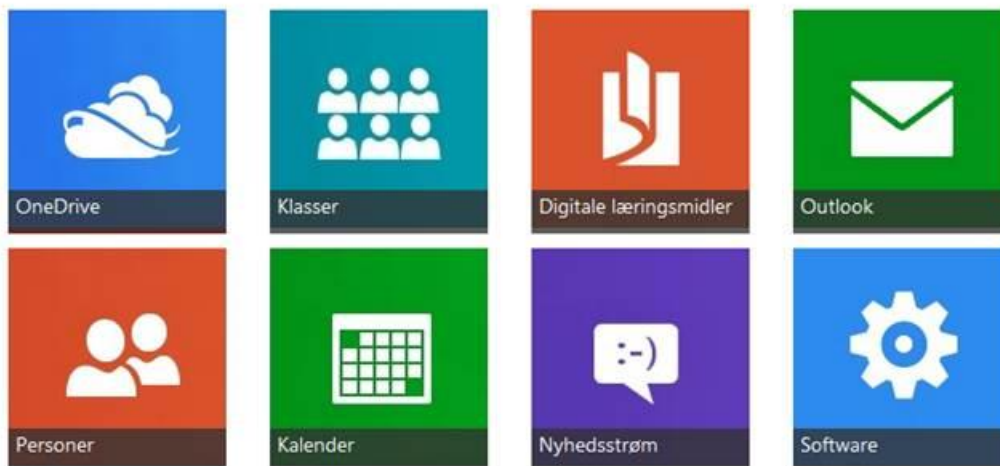 OneDrive
Klasser
Digitale læringsmidler
Outlook
Personer
Kalender
:-)
Nyhedsstrøm
Software